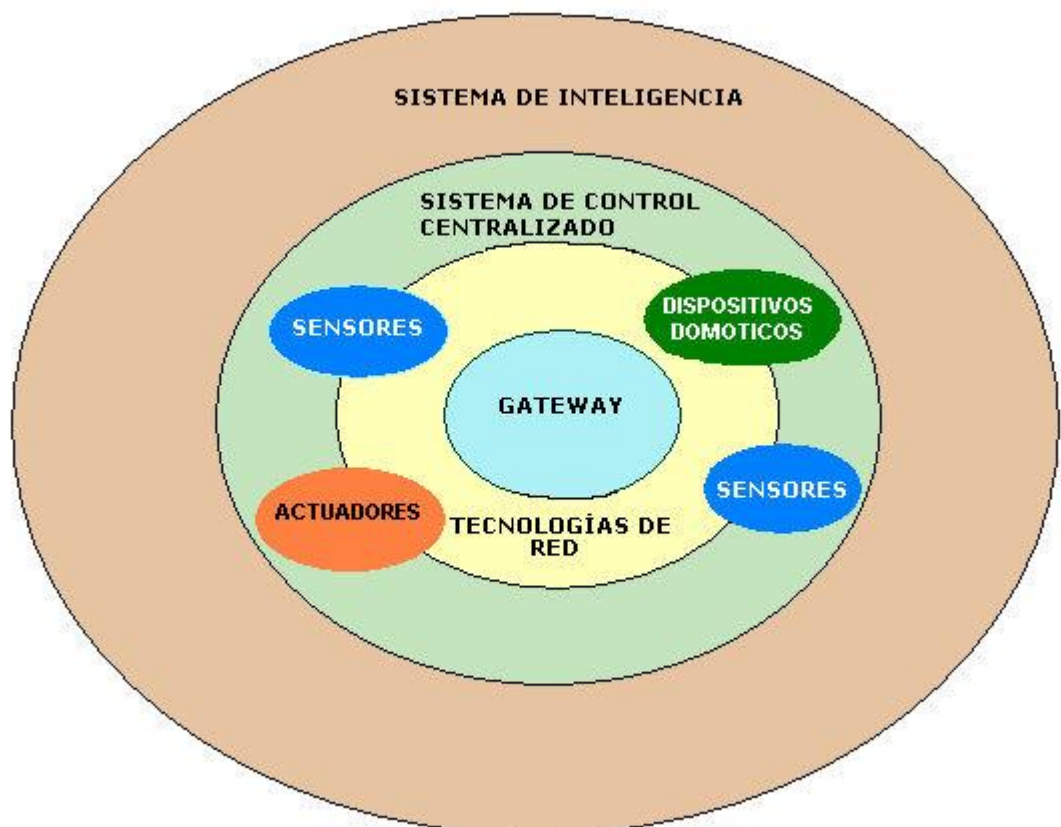 SISTEMA DE INTELIGENCIA
SISTEMA DE CONTROL
CENTRALIZADO
SENSORES
DISPOSITIVOS
DOMOTICOS
GATEWAY
SENSORES
ACTUADORES
TECNOLOGÍAS DE
RED